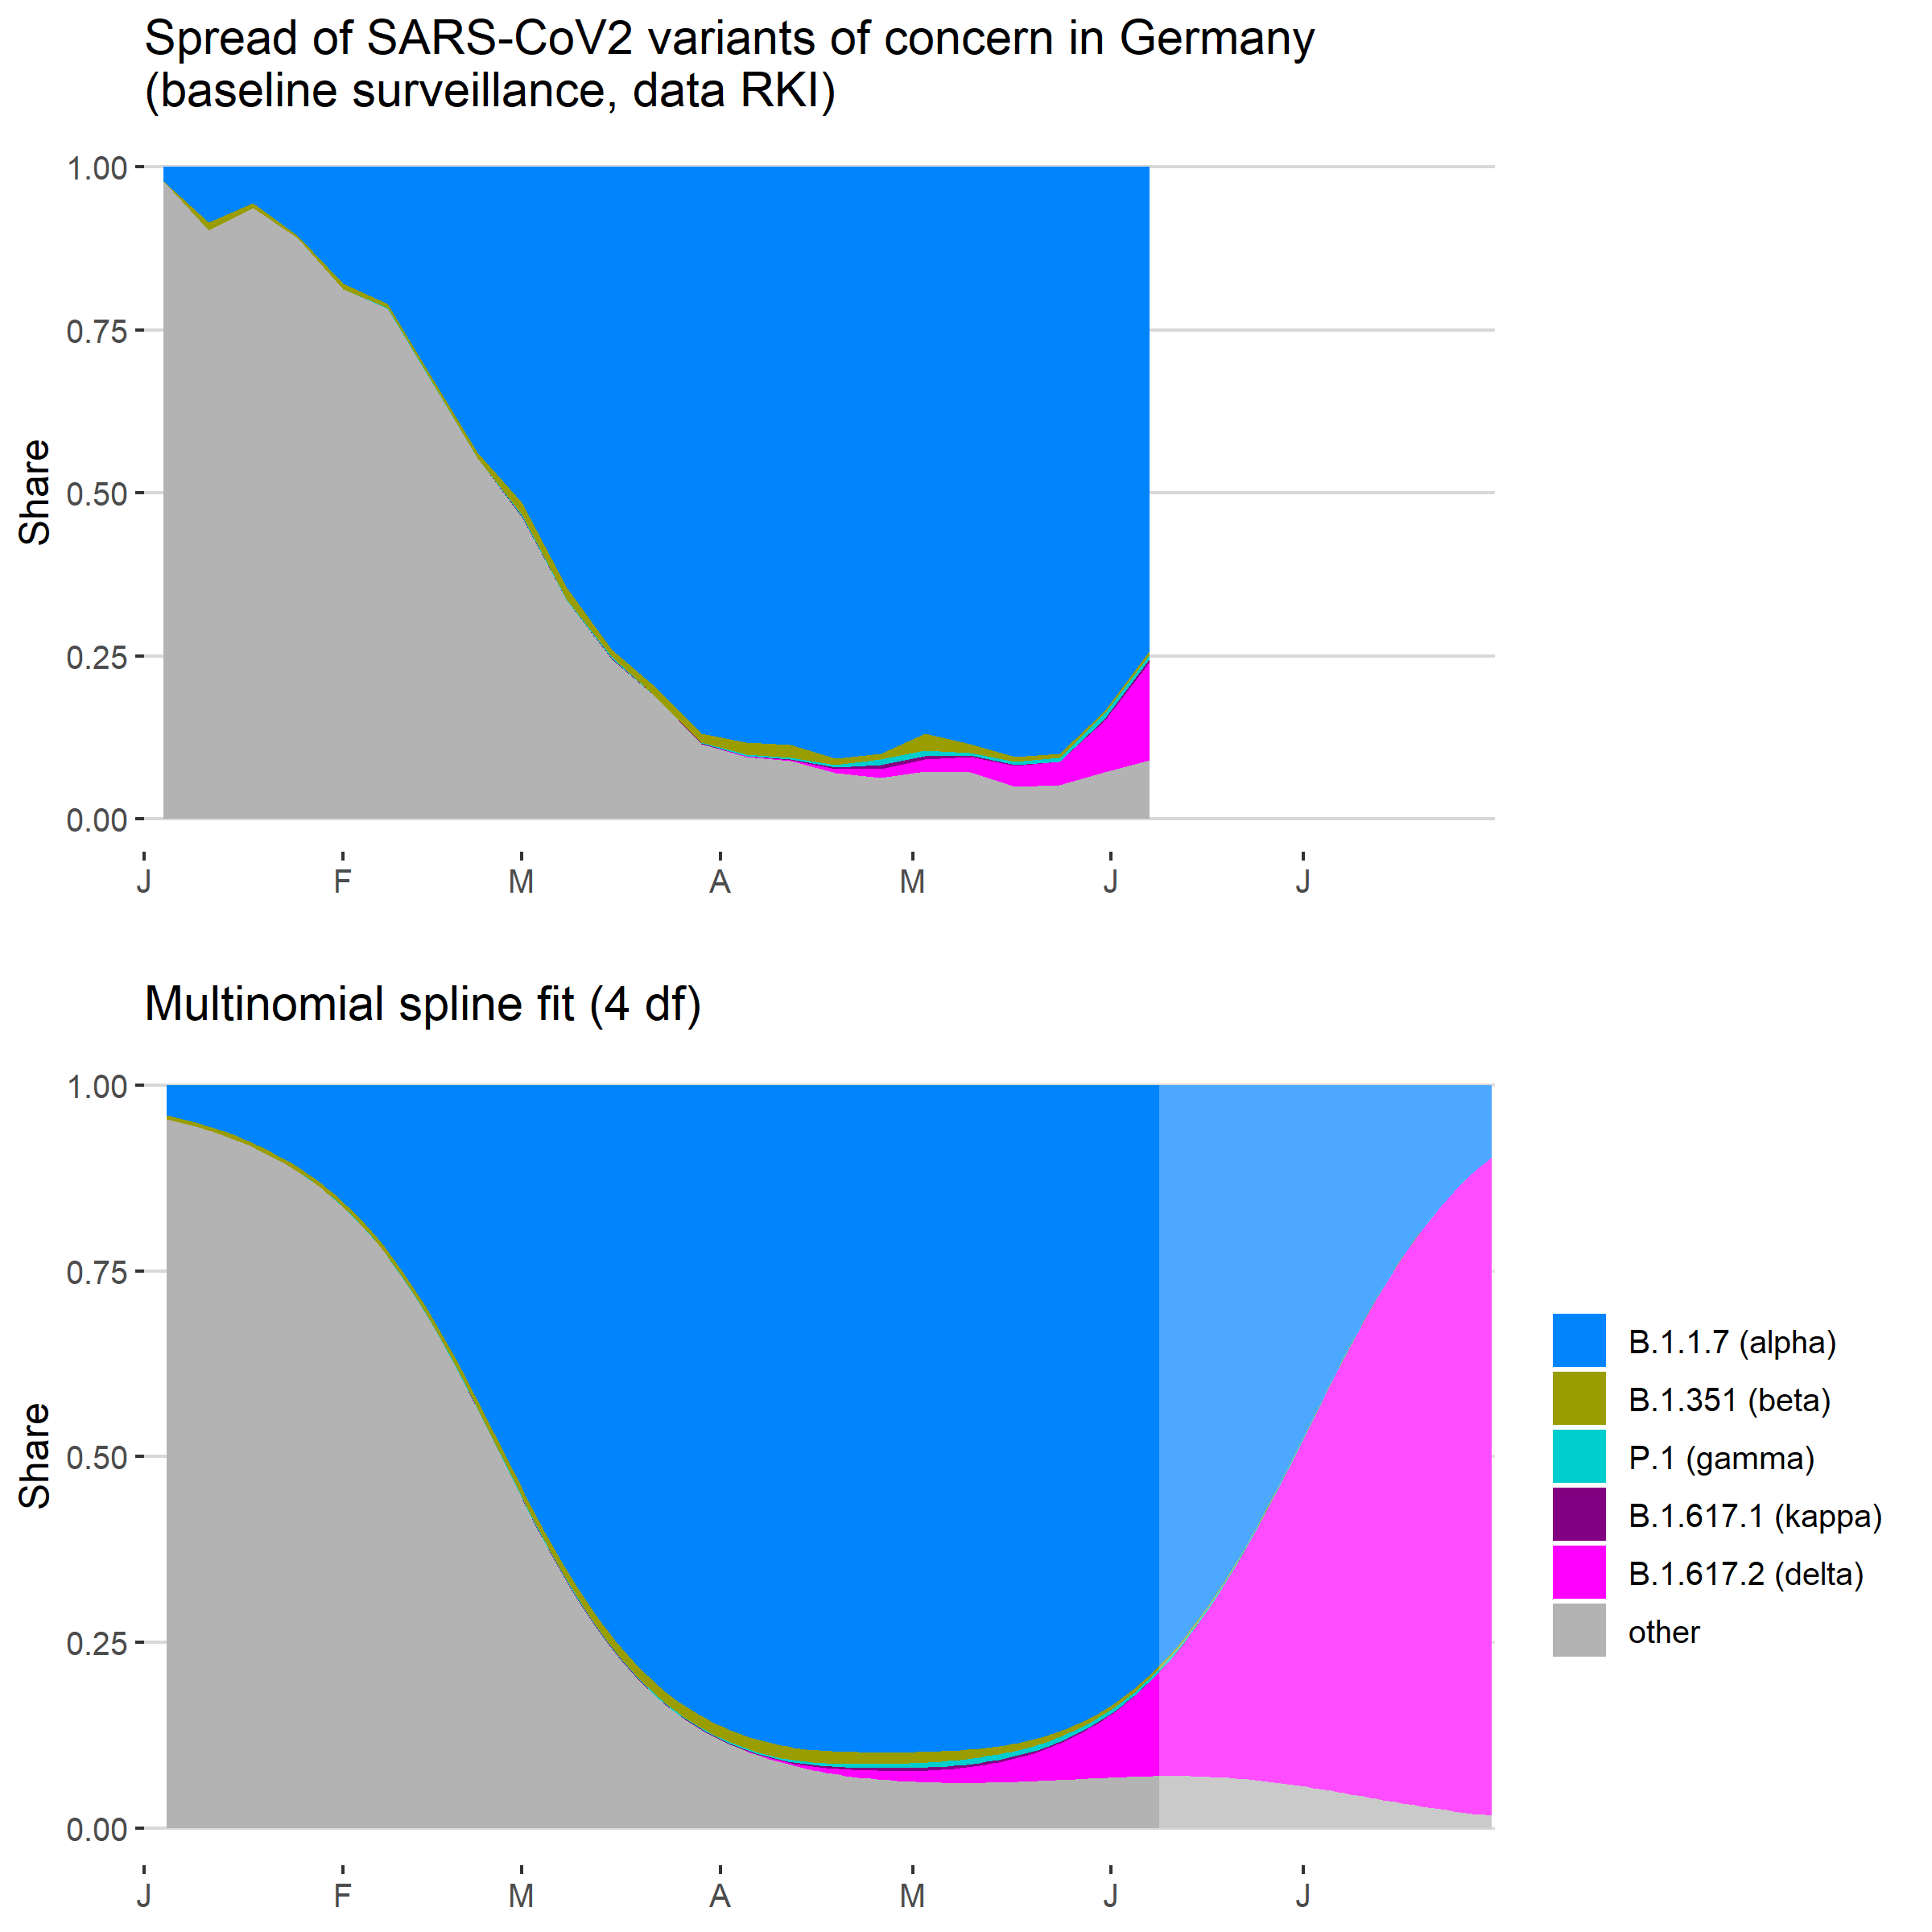 Spread of SARS-CoV2 variants of concern in Germany
(baseline surveillance, data RKI)
1.00
0.75
0.50
0.25
0.00
Share
J F M A M J J
Multinomial spline fit (4 df)
1.00
0.75
0.50
0.25
0.00
Share
J F M A M J J
B.1.1.7 (alpha)
B.1.351 (beta)
P.1 (gamma)
B.1.617.1 (kappa)
B.1.617.2 (delta)
other